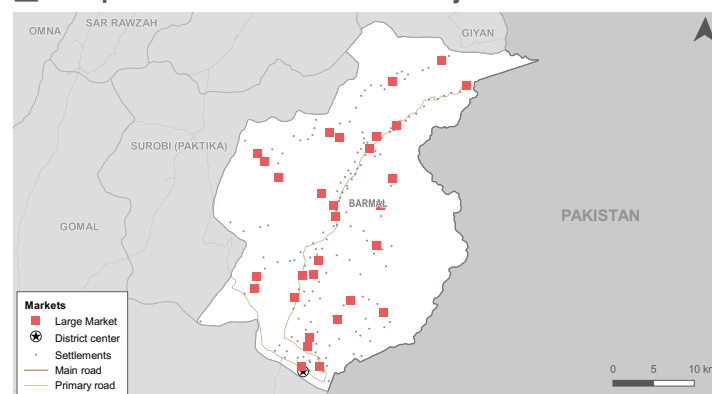 SAR RAWZAH
OMNA
GIYAN
SUROBI (PAKTIKA)
BARMAL
PAKISTAN
GOMAL
Markets
Large Market
District center
Settlements
Main road
Primary road
0 5 10 km